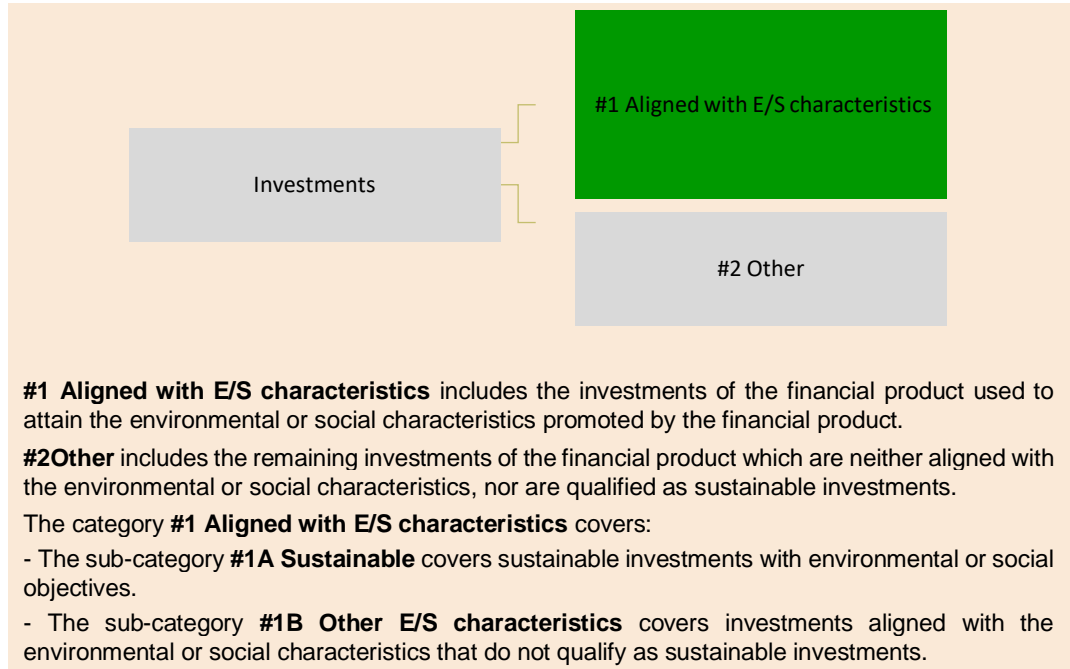 #1 Aligned with E/S characteristics
Investments
#2 Other
#1 Aligned with E/S characteristics includes the investments of the financial product used to
attain the environmental or social characteristics promoted by the financial product.
#2Other includes the remaining investments of the financial product which are neither aligned with
the environmental or social characteristics, nor are qualified as sustainable investments.
The category #1 Aligned with E/S characteristics covers:
- The sub-category #1A Sustainable covers sustainable investments with environmental or social
objectives.
- The sub-category #1B Other E/S characteristics covers investments aligned with the
environmental or social characteristics that do not qualify as sustainable investments.